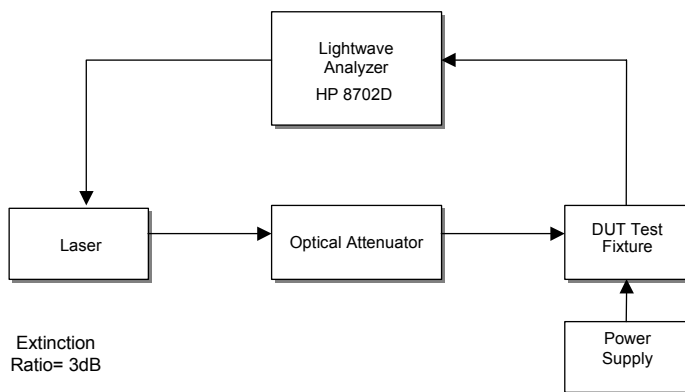 Lightwave
Analyzer
HP 8702D
Laser
Optical Attenuator
DUT Test
Fixture
Extinction
Ratio= 3dB
Power
Supply